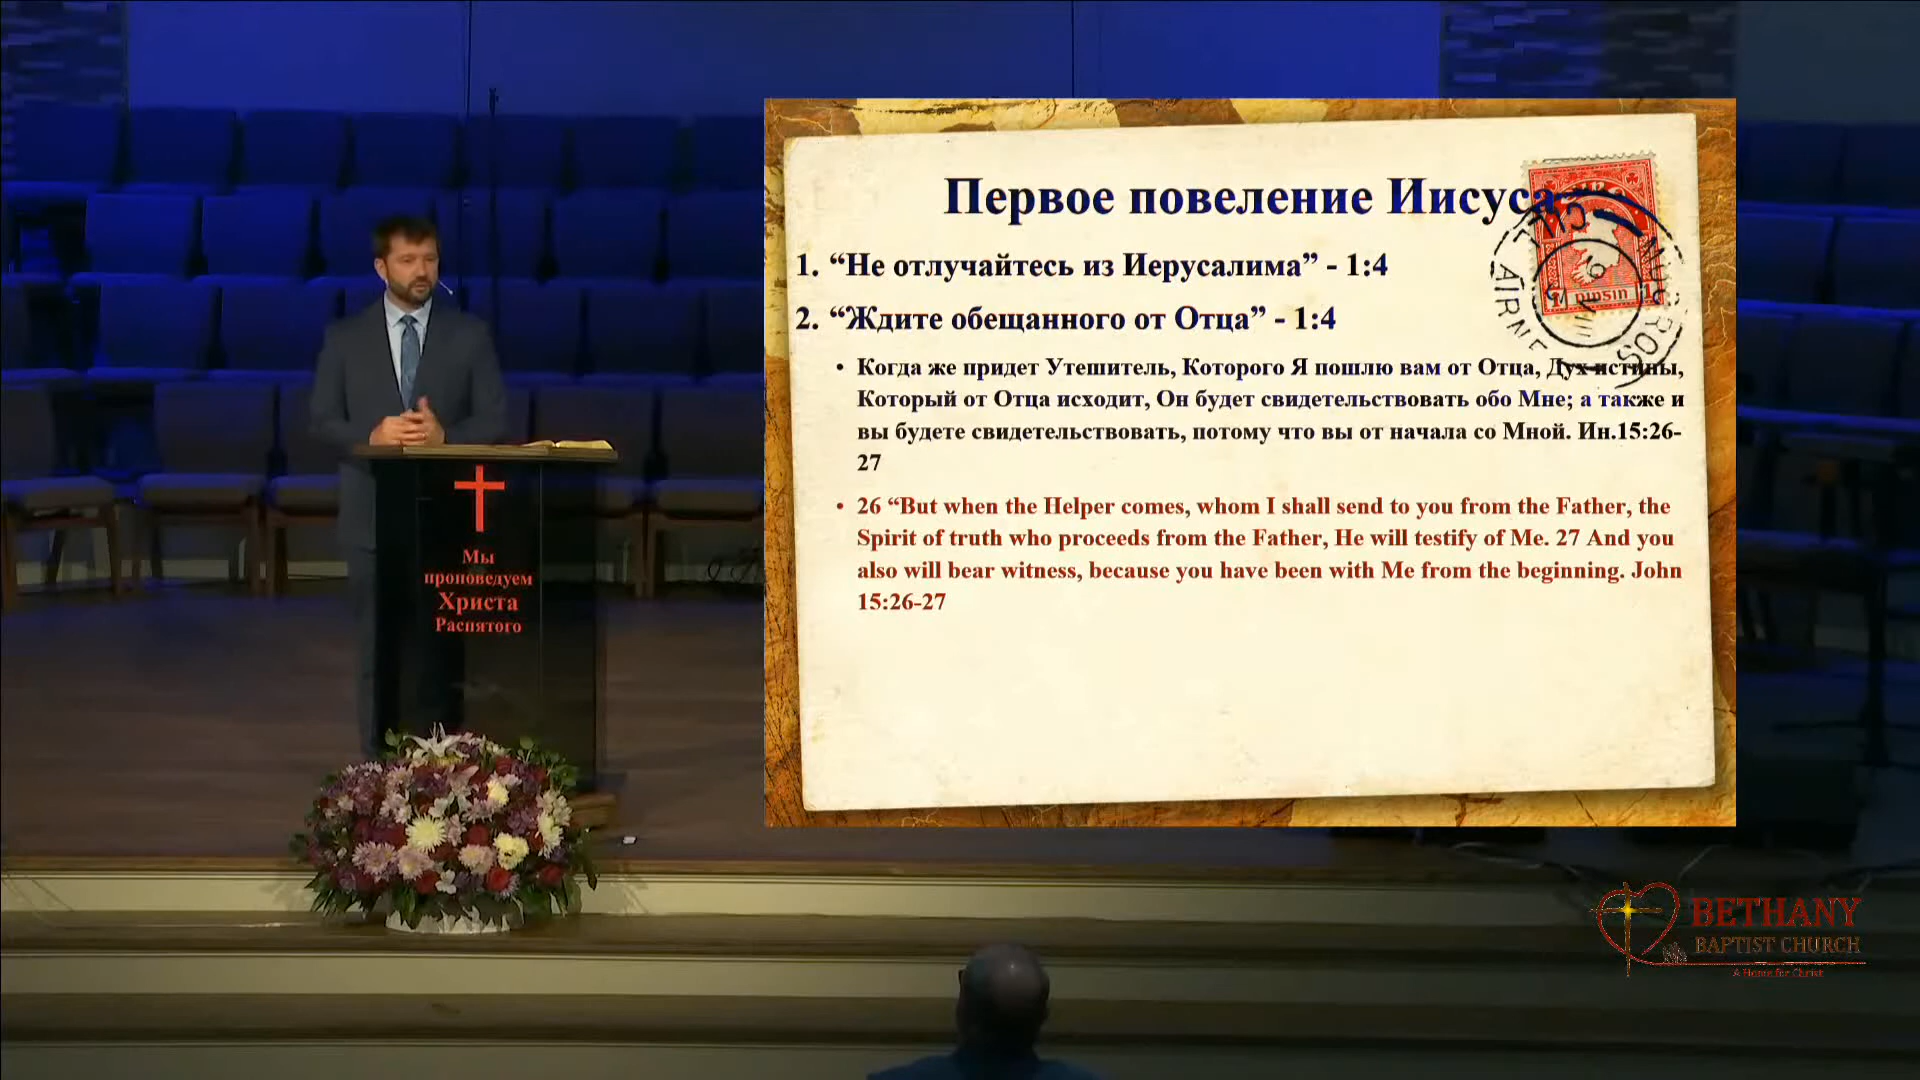 Первое повеление Иисуса
1. “Не отлучайтесь из Иерусалима” - 1:4
2. “Ждите обещанного от Отца” - 1:4
• Когда же придет Утешитель, Которого Я пошлю вам от Отца, Дух истины,
Который от Отца исходит, Он будет свидетельствовать обо Мне; а также и
вы будете свидетельствовать, потому что вы от начала со Мной. Ин.15:26-
27
• 26 “But when the Helper comes, whom I shall send to you from the Father, the
Spirit of truth who proceeds from the Father, He will testify of Me. 27 And you
also will bear witness, because you have been with Me from the beginning. John
15:26-27
Мы
проповедуем
Христа
Распятого
BETHANY
BAPTIST CHURCH
A Home for Christ